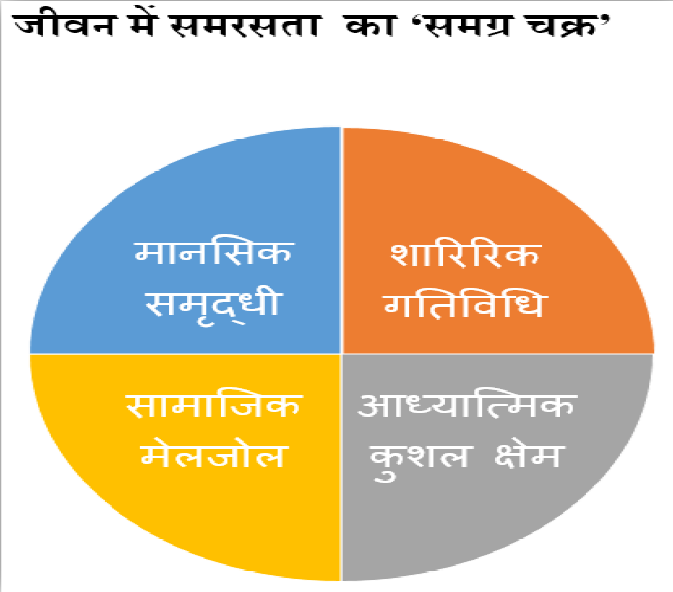 जीवन में समरसता का ‘समग्र चक्र’
मानसिक
समृद्धी
शारिरिक
गतिविधि
सामाजिक
मेलजोल
आध्यात्मिक
कुशल क्षेम